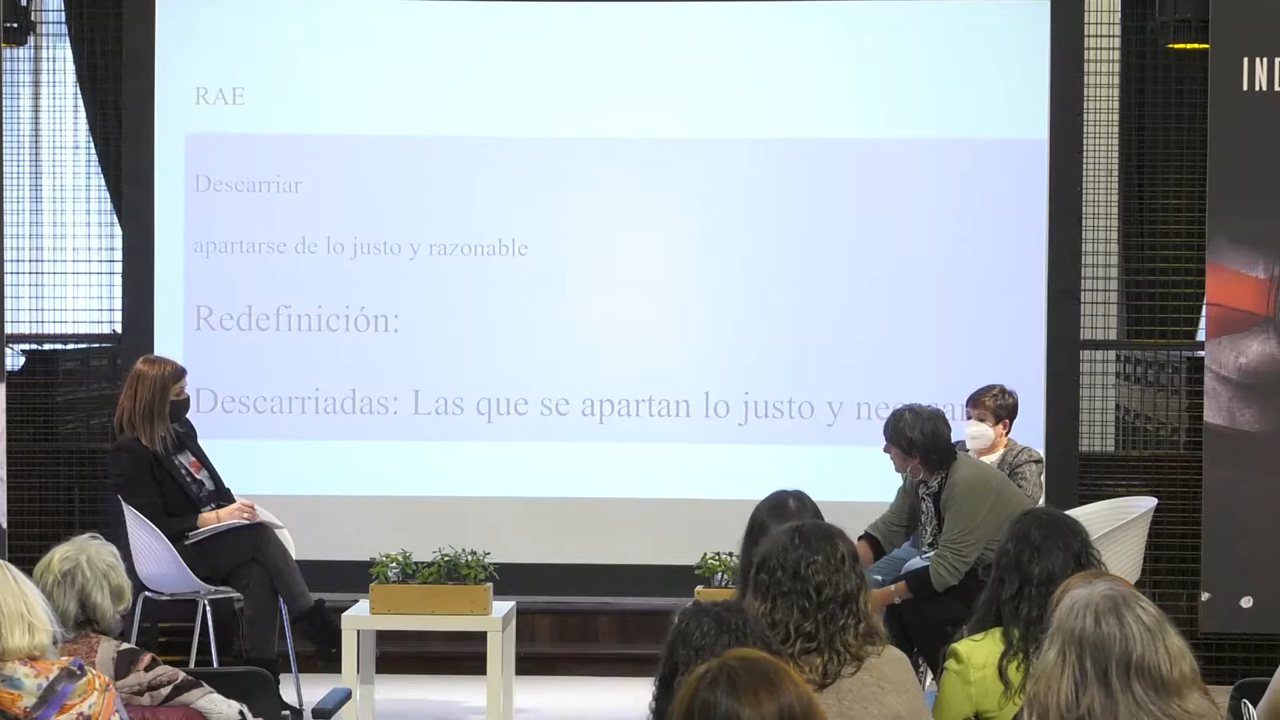 RAE
Descarriar
apartarse de lo justo y razonable
Redefinición:
Descarriadas: Las que se apartan lo justo y